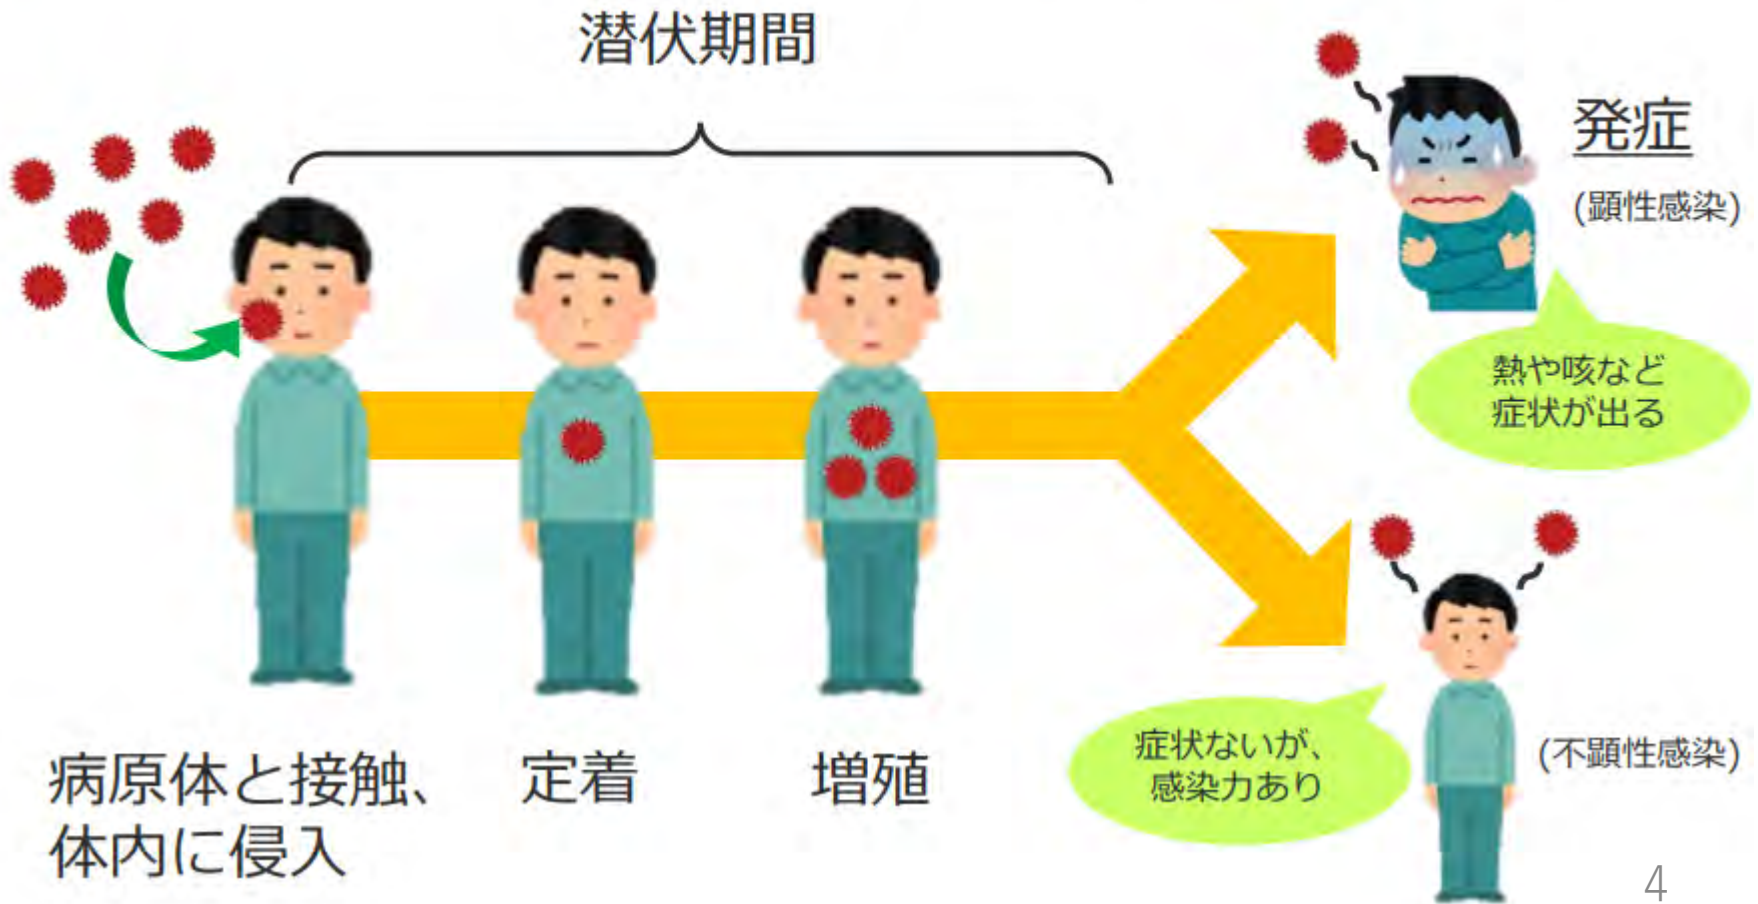 潜伏期間
発症
(顕性感染)
熱や咳など
症状が出る
病原体と接触、
体内に侵入
定着
増殖
症状ないが、
感染力あり
(不顕性感染)
4